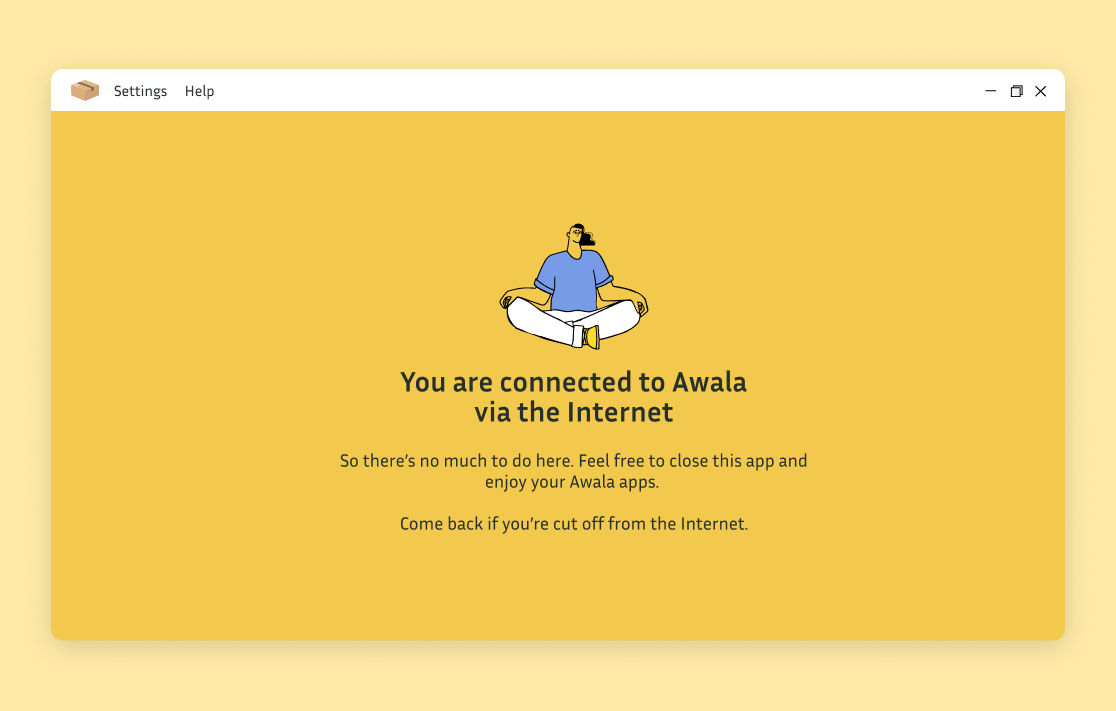 Settings Help
You are connected to Awala
via the Internet
So there’s no much to do here. Feel free to close this app and
enjoy your Awala apps.
Come back if you’re cut off from the Internet.